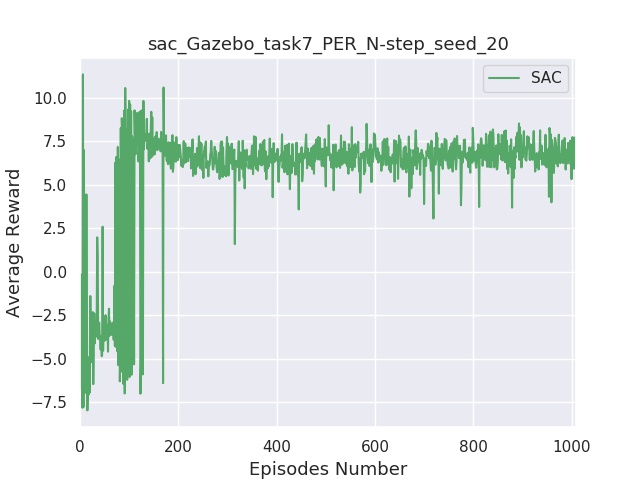 sac_Gazebo_task7_PER_N-step_seed_20
SAC
10.0
7.5
5.0
2.5
0.0
−2.5
−5.0
−7.5
Average Reward
0 200 400 600 800 1000
Episodes Number